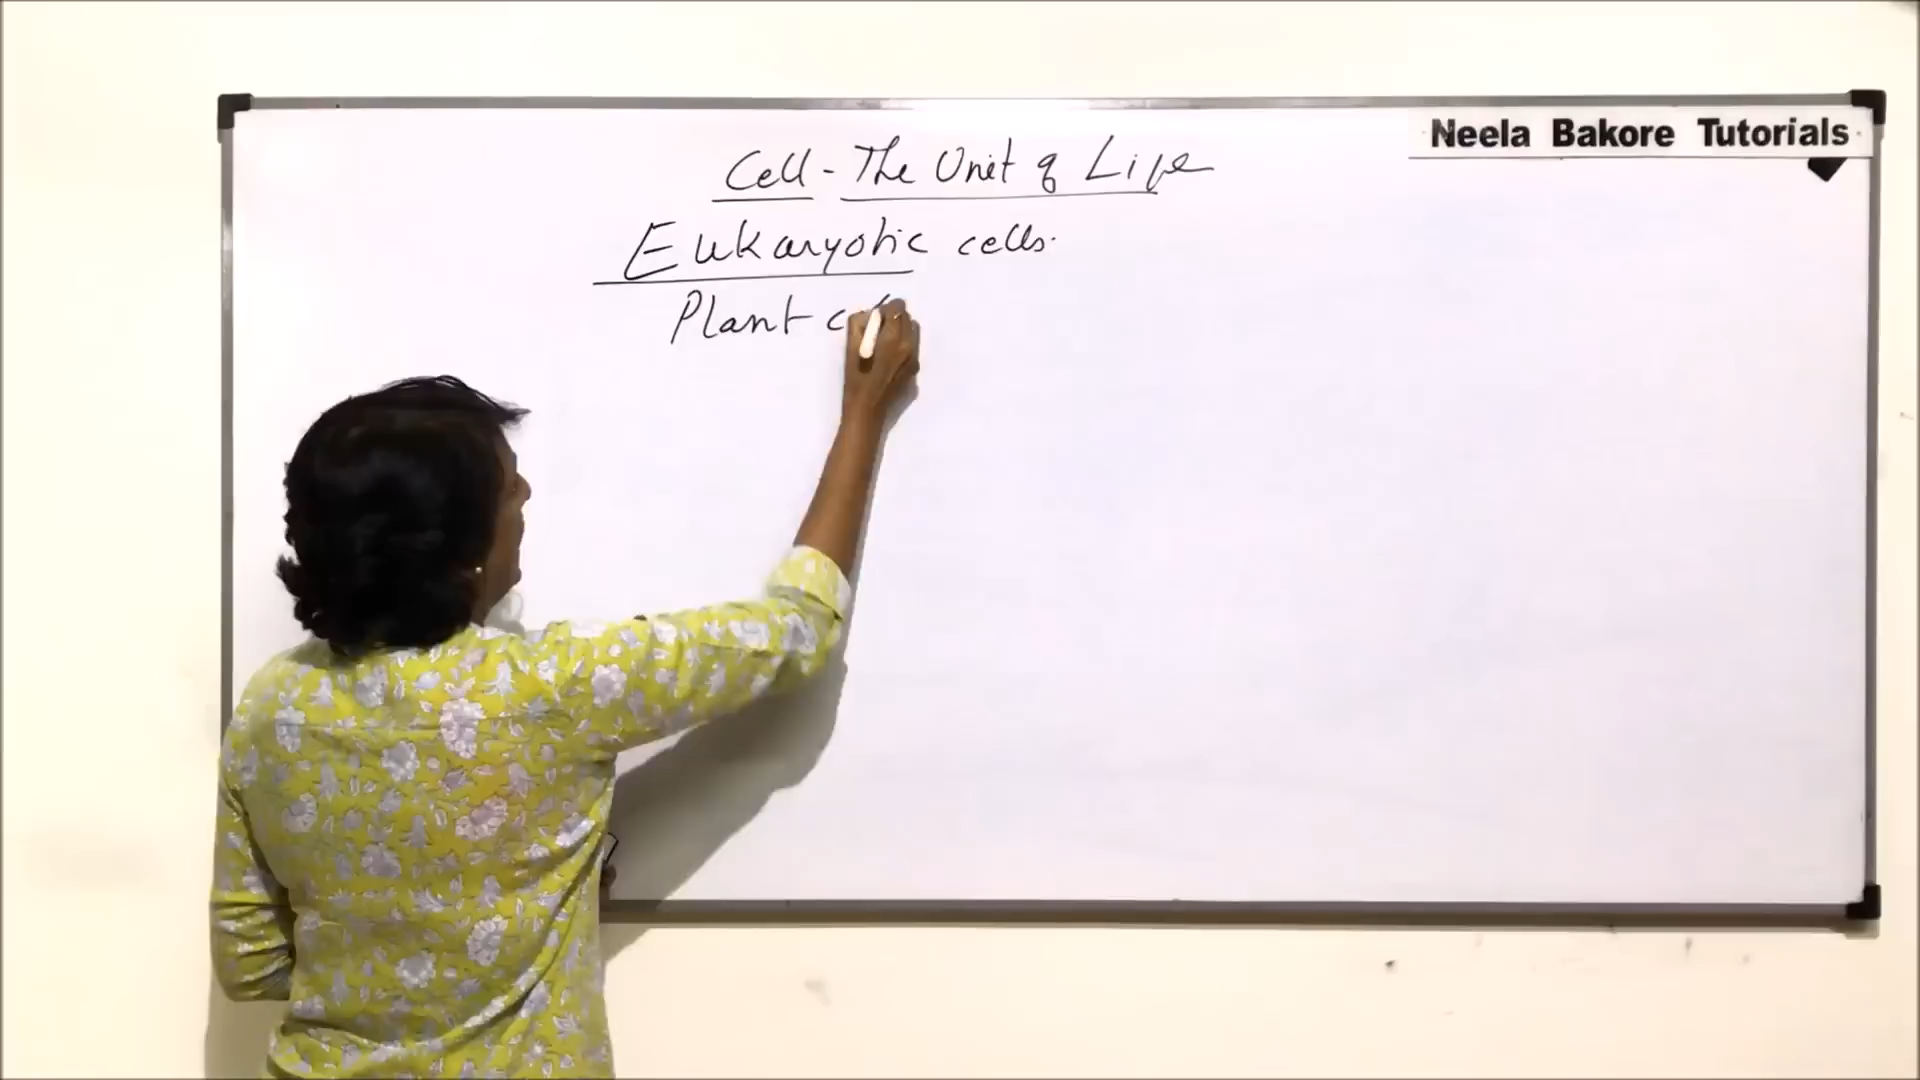 Neela Bakore Tutorials
Cell - The Unit of Life
Eukaryotic cells.
Plant